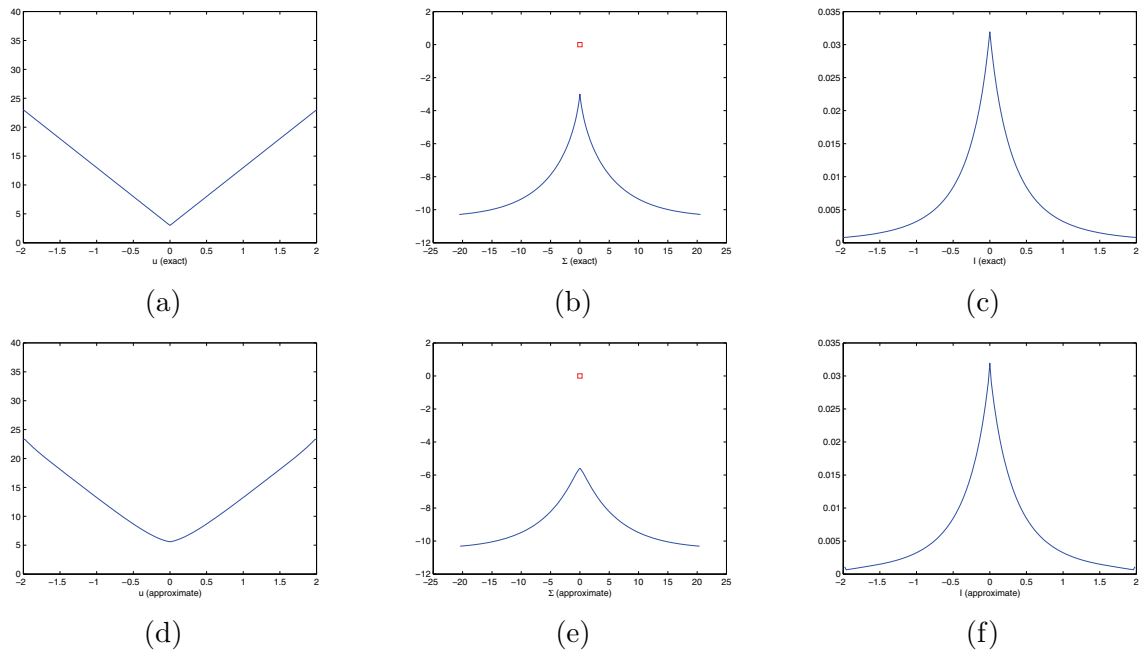 40
35
30
25
20
15
10
5
0
−2 −1.5 −1 −0.5 0 0.5 1 1.5 2
u (exact)
(a)
2
0
−2
−4
−6
−8
−10
−12
−25 −20 −15 −10 −5 0 5 10 15 20 25
Σ (exact)
(b)
0.035
0.03
0.025
0.02
0.015
0.01
0.005
0
−2 −1.5 −1 −0.5 0 0.5 1 1.5 2
I (exact)
(c)
40
35
30
25
20
15
10
5
0
−2 −1.5 −1 −0.5 0 0.5 1 1.5 2
u (approximate)
(d)
2
0
−2
−4
−6
−8
−10
−12
−25 −20 −15 −10 −5 0 5 10 15 20 25
Σ (approximate)
(e)
0.035
0.03
0.025
0.02
0.015
0.01
0.005
0
−2 −1.5 −1 −0.5 0 0.5 1 1.5 2
I (approximate)
(f)